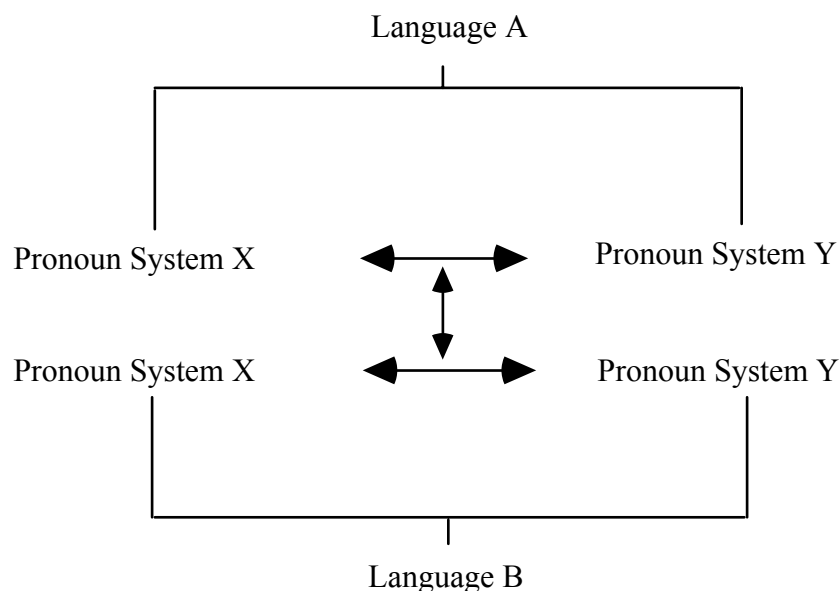 Language A
Pronoun System X
Pronoun System Y
Pronoun System X
Pronoun System Y
Language B